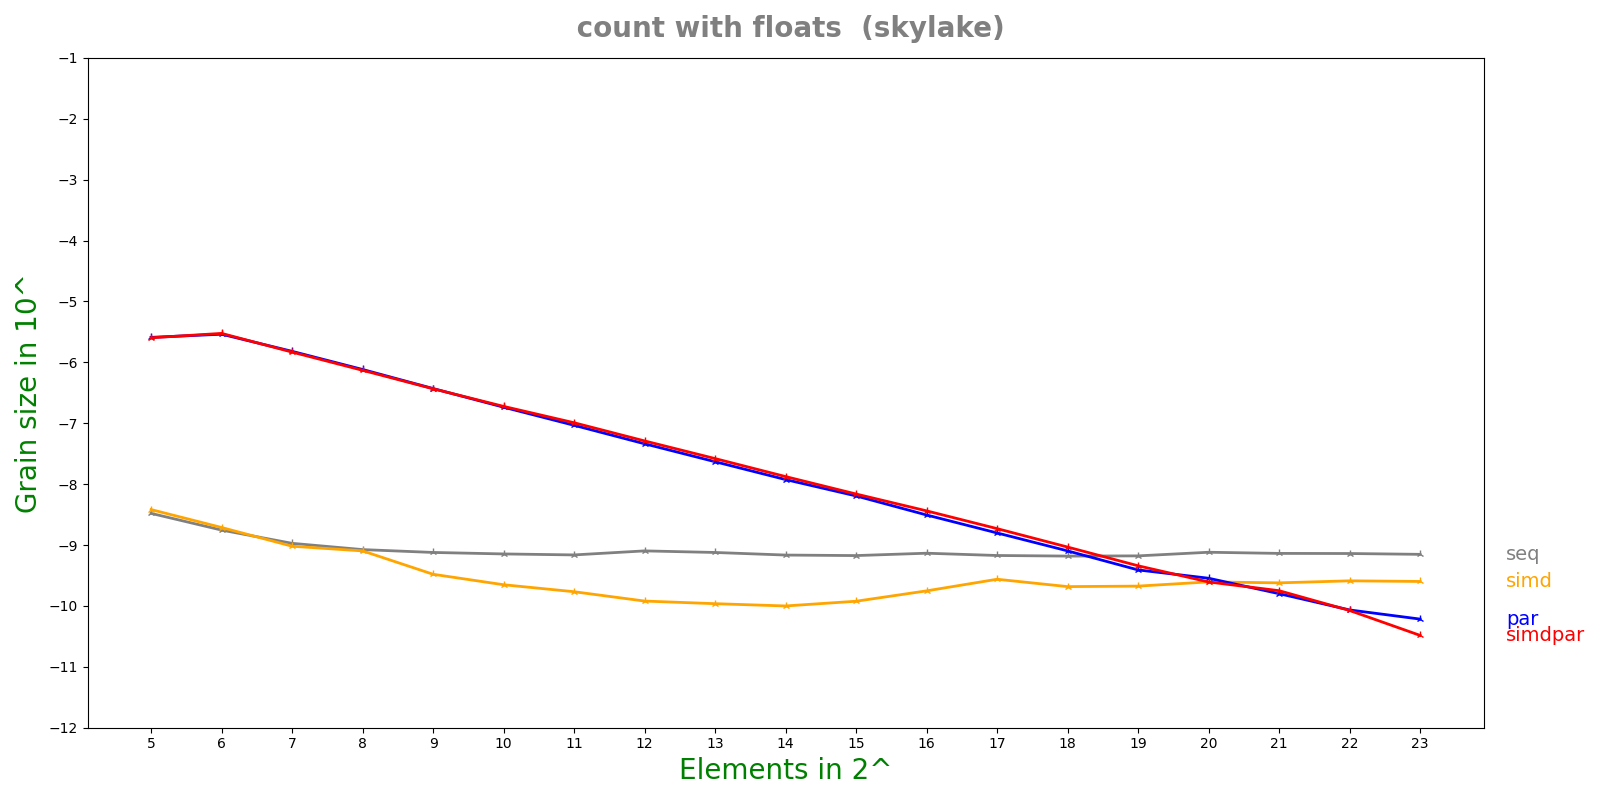 count with floats  (skylake)
−1
−2
−3
−4
−5
−6
−7
−8
−9
−10
−11
−12
Grain size in 10^
5 6 7 8 9 10 11 12 13 14 15 16 17 18 19 20 21 22 23
Elements in 2^
seq
simd
par
simdpar